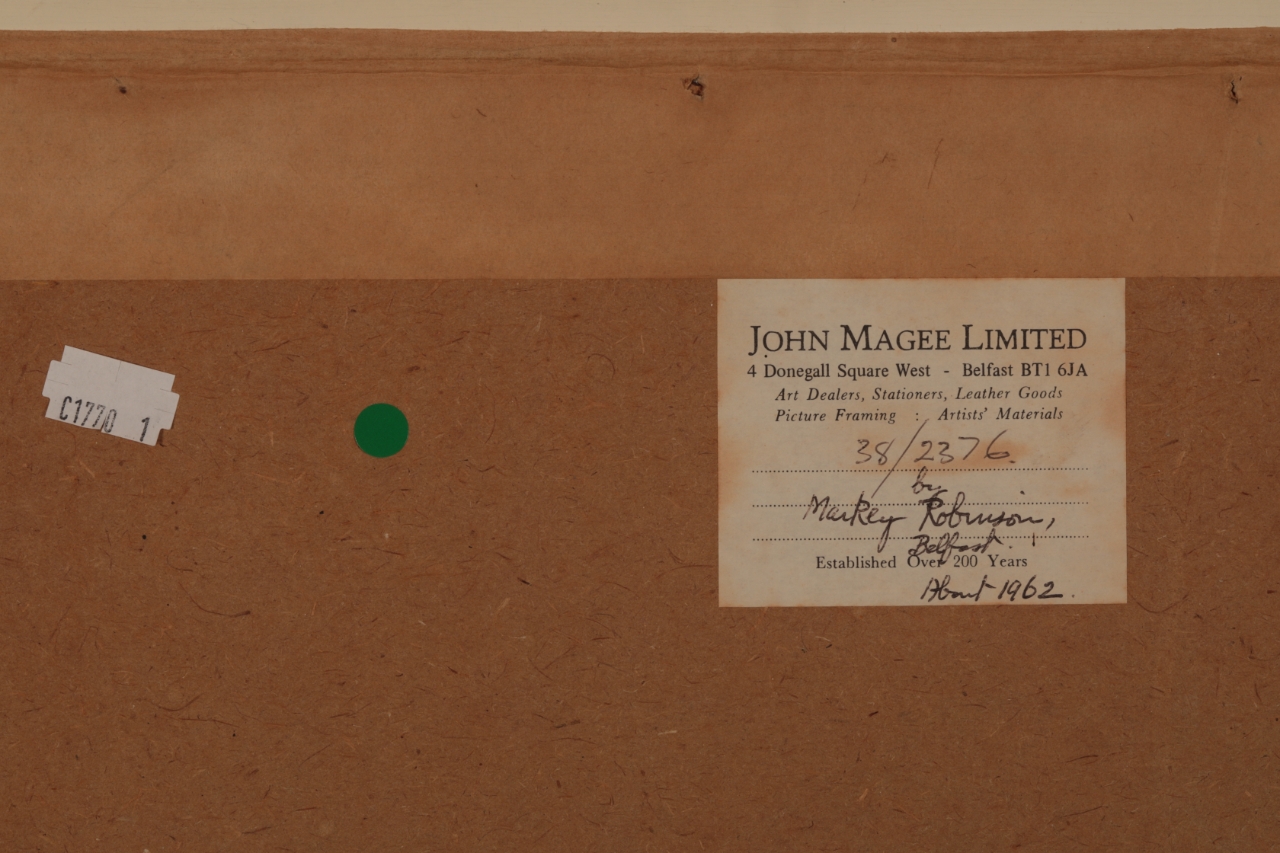 C1770 1
JOHN MAGEE LIMITED
4 Donegall Square West - Belfast BT1 6JA
Art Dealers, Stationers, Leather Goods
Picture Framing : Artists' Materials
38/2376.
by
Markey Robinson,
Belfast.
Established Over 200 Years
About 1962.